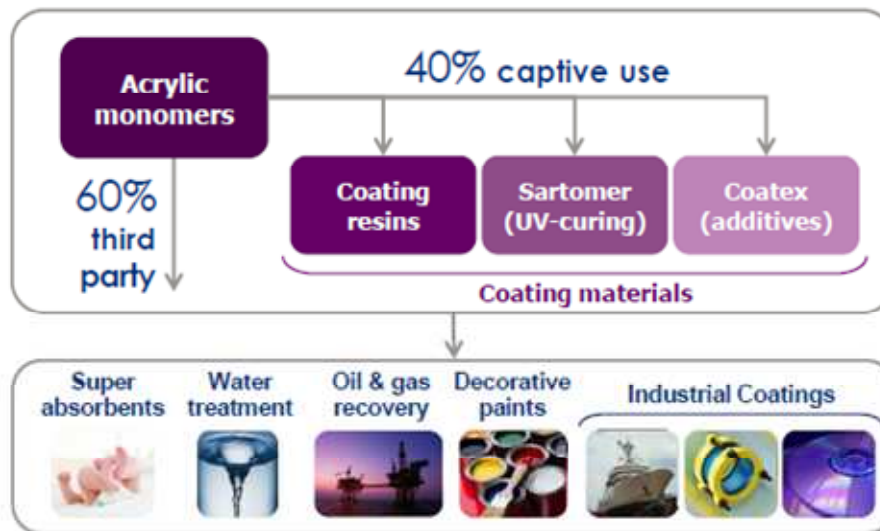 Acrylic
monomers
40% captive use
60%
third
party
Coating
resins
Sartomer
(UV-curing)
Coatex
(additives)
Coating materials
Super
absorbents
Water
treatment
Oil & gas
recovery
Decorative
paints
Industrial Coatings